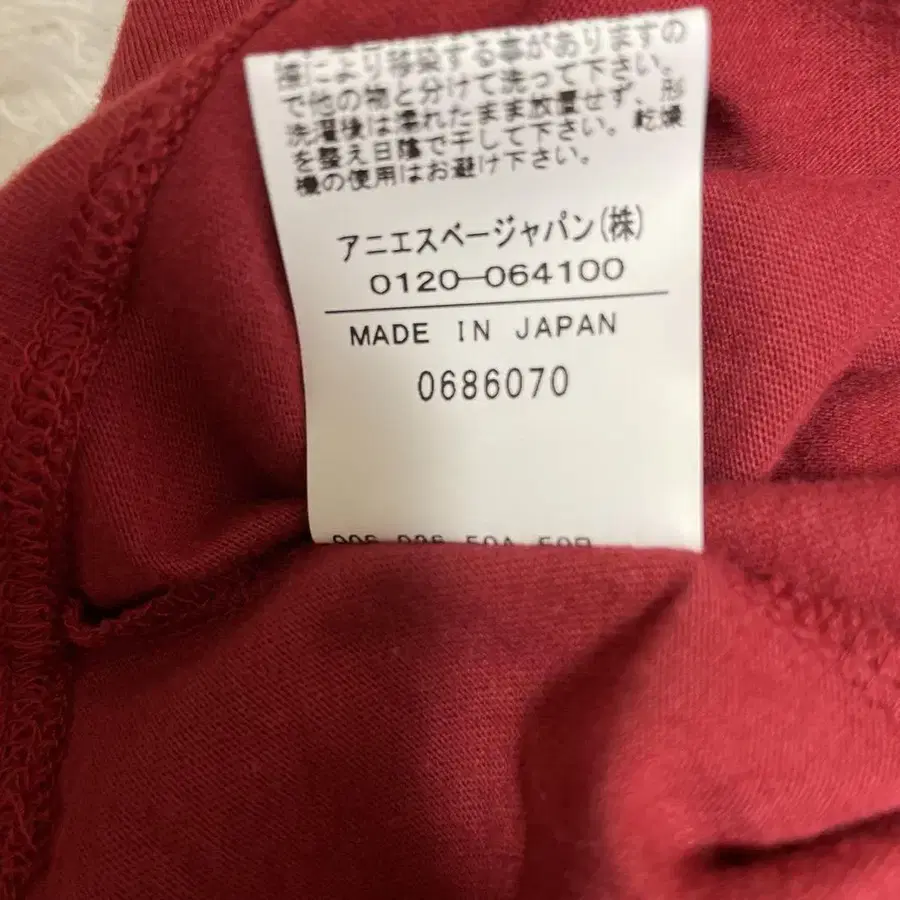 擦により移染する事がありますの
で他の物と分けて洗って下さい。
洗濯後は濡れたまま放置せず、形
を整え日陰で干して下さい。乾燥
機の使用はお避け下さい。
アニエスベージャパン(株)
0120-064100
MADE IN JAPAN
0686070